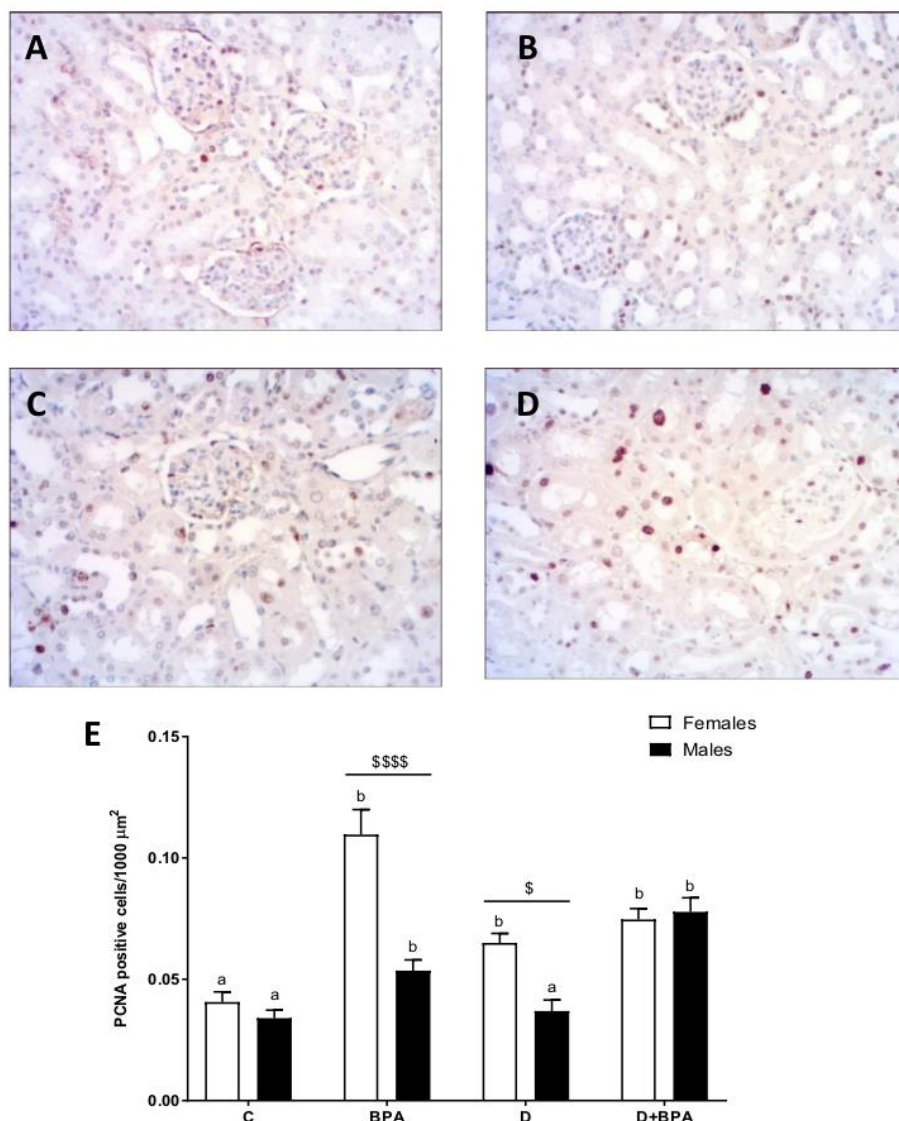 A
B
C
D
E
Females
Males
0.15
0.10
0.05
0.00
PCNA positive cells/1000 μm²
$$$$
$
b
b
b
a
b
b
a
a
C
BPA
D
D+BPA